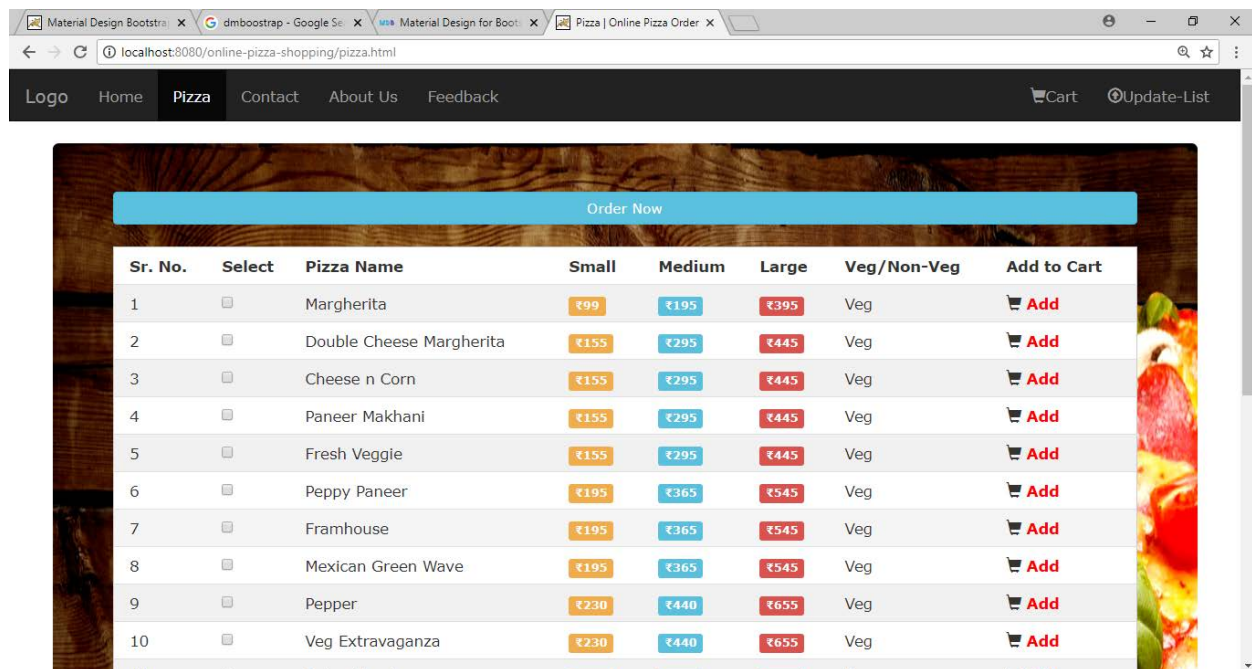 Material Design Bootstra
dmboostrap - Google Se
Material Design for Boot
Pizza | Online Pizza Order
localhost:8080/online-pizza-shopping/pizza.html
Logo Home Pizza Contact About Us Feedback Cart Update-List
Order Now
Sr. No. Select Pizza Name Small Medium Large Veg/Non-Veg Add to Cart
1 Margherita ₹99 ₹195 ₹395 Veg Add
2 Double Cheese Margherita ₹155 ₹295 ₹445 Veg Add
3 Cheese n Corn ₹155 ₹295 ₹445 Veg Add
4 Paneer Makhani ₹155 ₹295 ₹445 Veg Add
5 Fresh Veggie ₹155 ₹295 ₹445 Veg Add
6 Peppy Paneer ₹195 ₹365 ₹545 Veg Add
7 Framhouse ₹195 ₹365 ₹545 Veg Add
8 Mexican Green Wave ₹195 ₹365 ₹545 Veg Add
9 Pepper ₹230 ₹440 ₹655 Veg Add
10 Veg Extravaganza ₹230 ₹440 ₹655 Veg Add